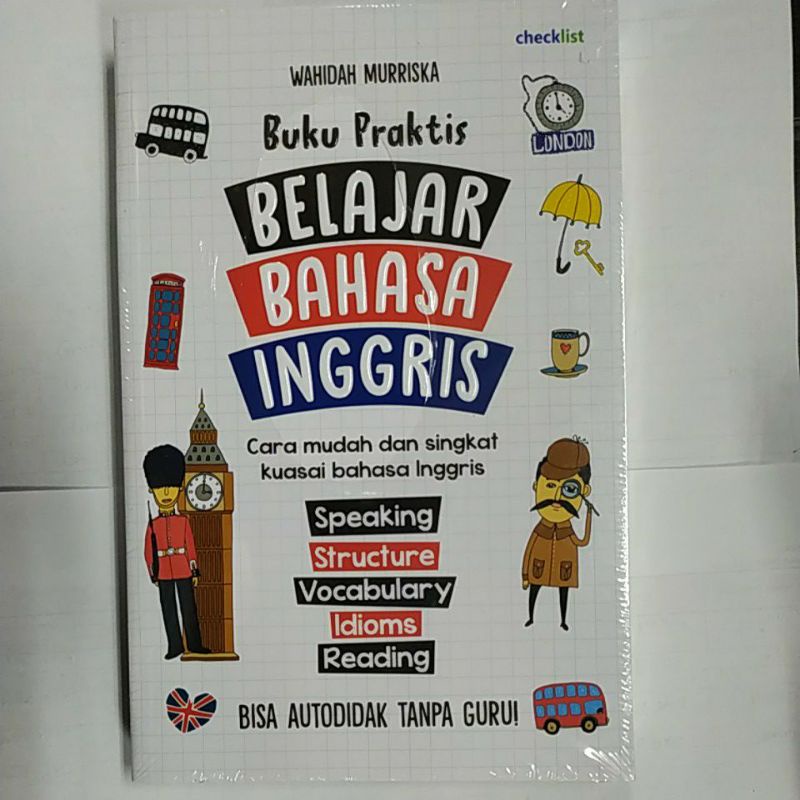 checklist
WAHIDAH MURRISKA
Buku Praktis
LONDON
BELAJAR
BAHASA
INGGRIS
Cara mudah dan singkat
kuasai bahasa Inggris
Speaking
Structure
Vocabulary
Idioms
Reading
BISA AUTODIDAK TANPA GURU!